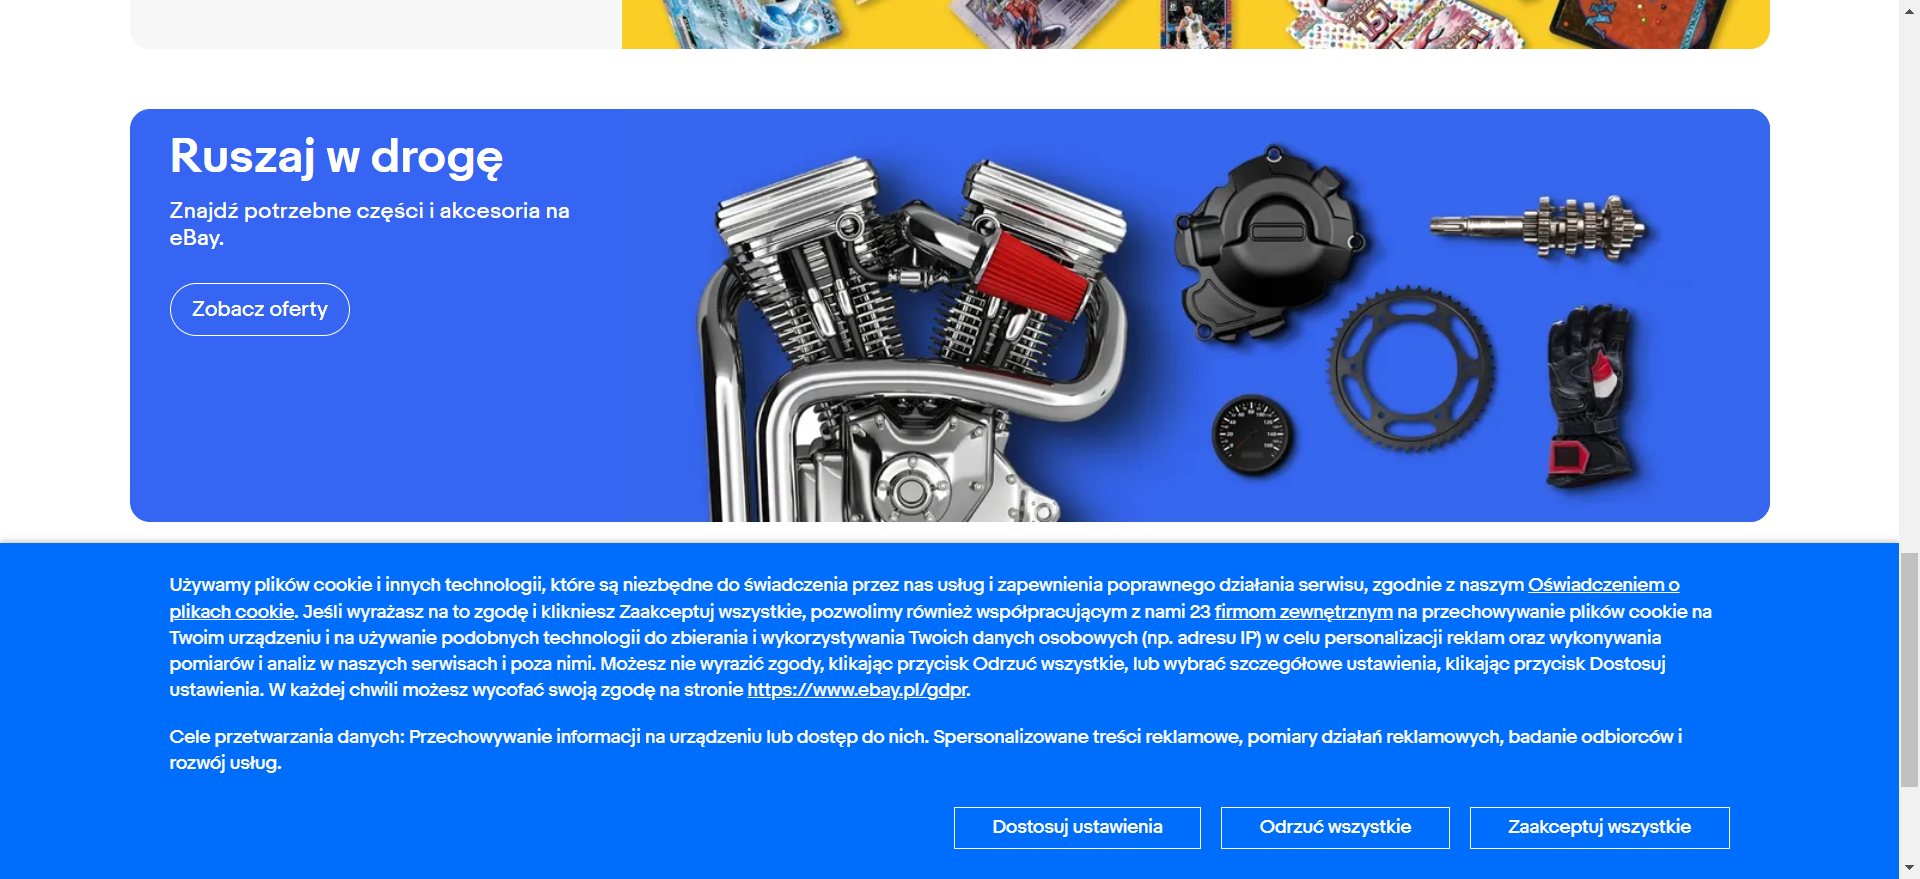 151
151
Ruszaj w drogę
Znajdź potrzebne części i akcesoria na
eBay.
Zobacz oferty
Używamy plików cookie i innych technologii, które są niezbędne do świadczenia przez nas usług i zapewnienia poprawnego działania serwisu, zgodnie z naszym Oświadczeniem o
plikach cookie. Jeśli wyrażasz na to zgodę i klikniesz Zaakceptuj wszystkie, pozwolimy również współpracującym z nami 23 firmom zewnętrznym na przechowywanie plików cookie na
Twoim urządzeniu i na używanie podobnych technologii do zbierania i wykorzystywania Twoich danych osobowych (np. adresu IP) w celu personalizacji reklam oraz wykonywania
pomiarów i analiz w naszych serwisach i poza nimi. Możesz nie wyrazić zgody, klikając przycisk Odrzuć wszystkie, lub wybrać szczegółowe ustawienia, klikając przycisk Dostosuj
ustawienia. W każdej chwili możesz wycofać swoją zgodę na stronie https://www.ebay.pl/gdpr.
Cele przetwarzania danych: Przechowywanie informacji na urządzeniu lub dostęp do nich. Spersonalizowane treści reklamowe, pomiary działań reklamowych, badanie odbiorców i
rozwój usług.
Dostosuj ustawienia
Odrzuć wszystkie
Zaakceptuj wszystkie